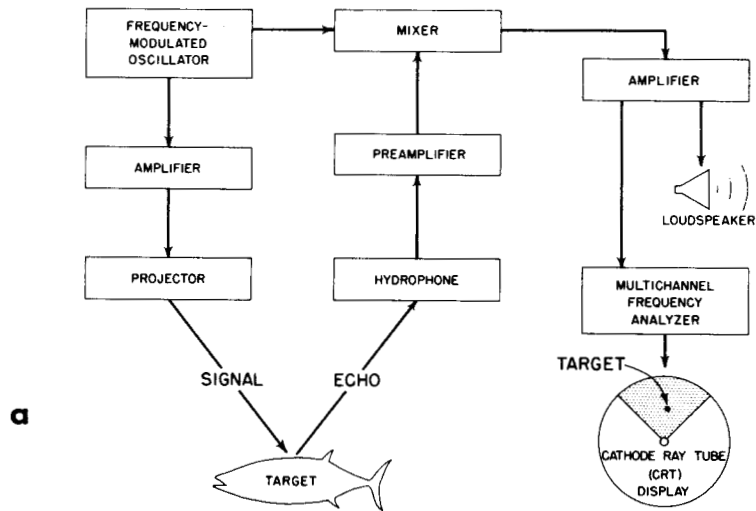 FREQUENCY-
MODULATED
OSCILLATOR
MIXER
AMPLIFIER
AMPLIFIER
PREAMPLIFIER
LOUDSPEAKER
PROJECTOR
HYDROPHONE
MULTICHANNEL
FREQUENCY
ANALYZER
SIGNAL
ECHO
TARGET
a
TARGET
CATHODE RAY TUBE
(CRT)
DISPLAY